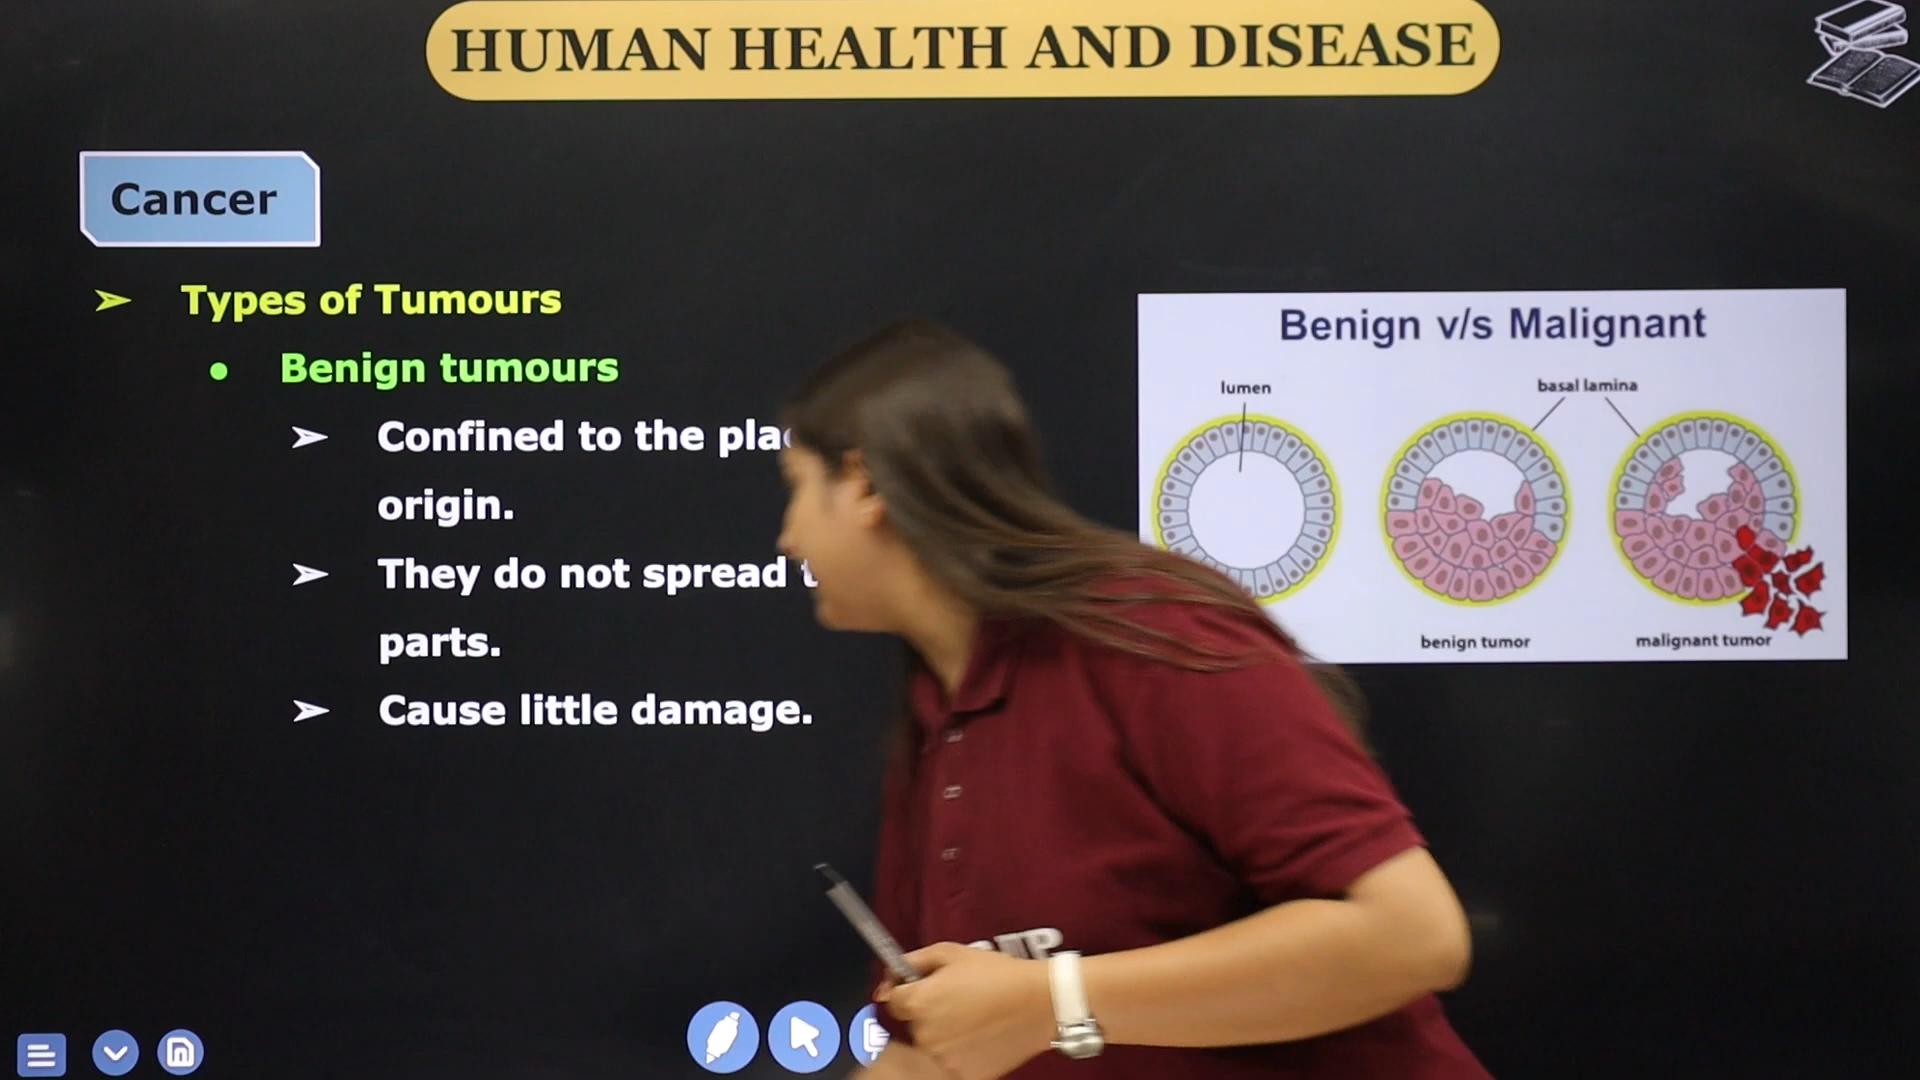 HUMAN HEALTH AND DISEASE
Cancer
Types of Tumours
Benign tumours
Confined to the
origin.
They do not spread
parts.
Cause little damage.
Benign v/s Malignant
lumen
basal lamina
benign tumor
malignant tumor